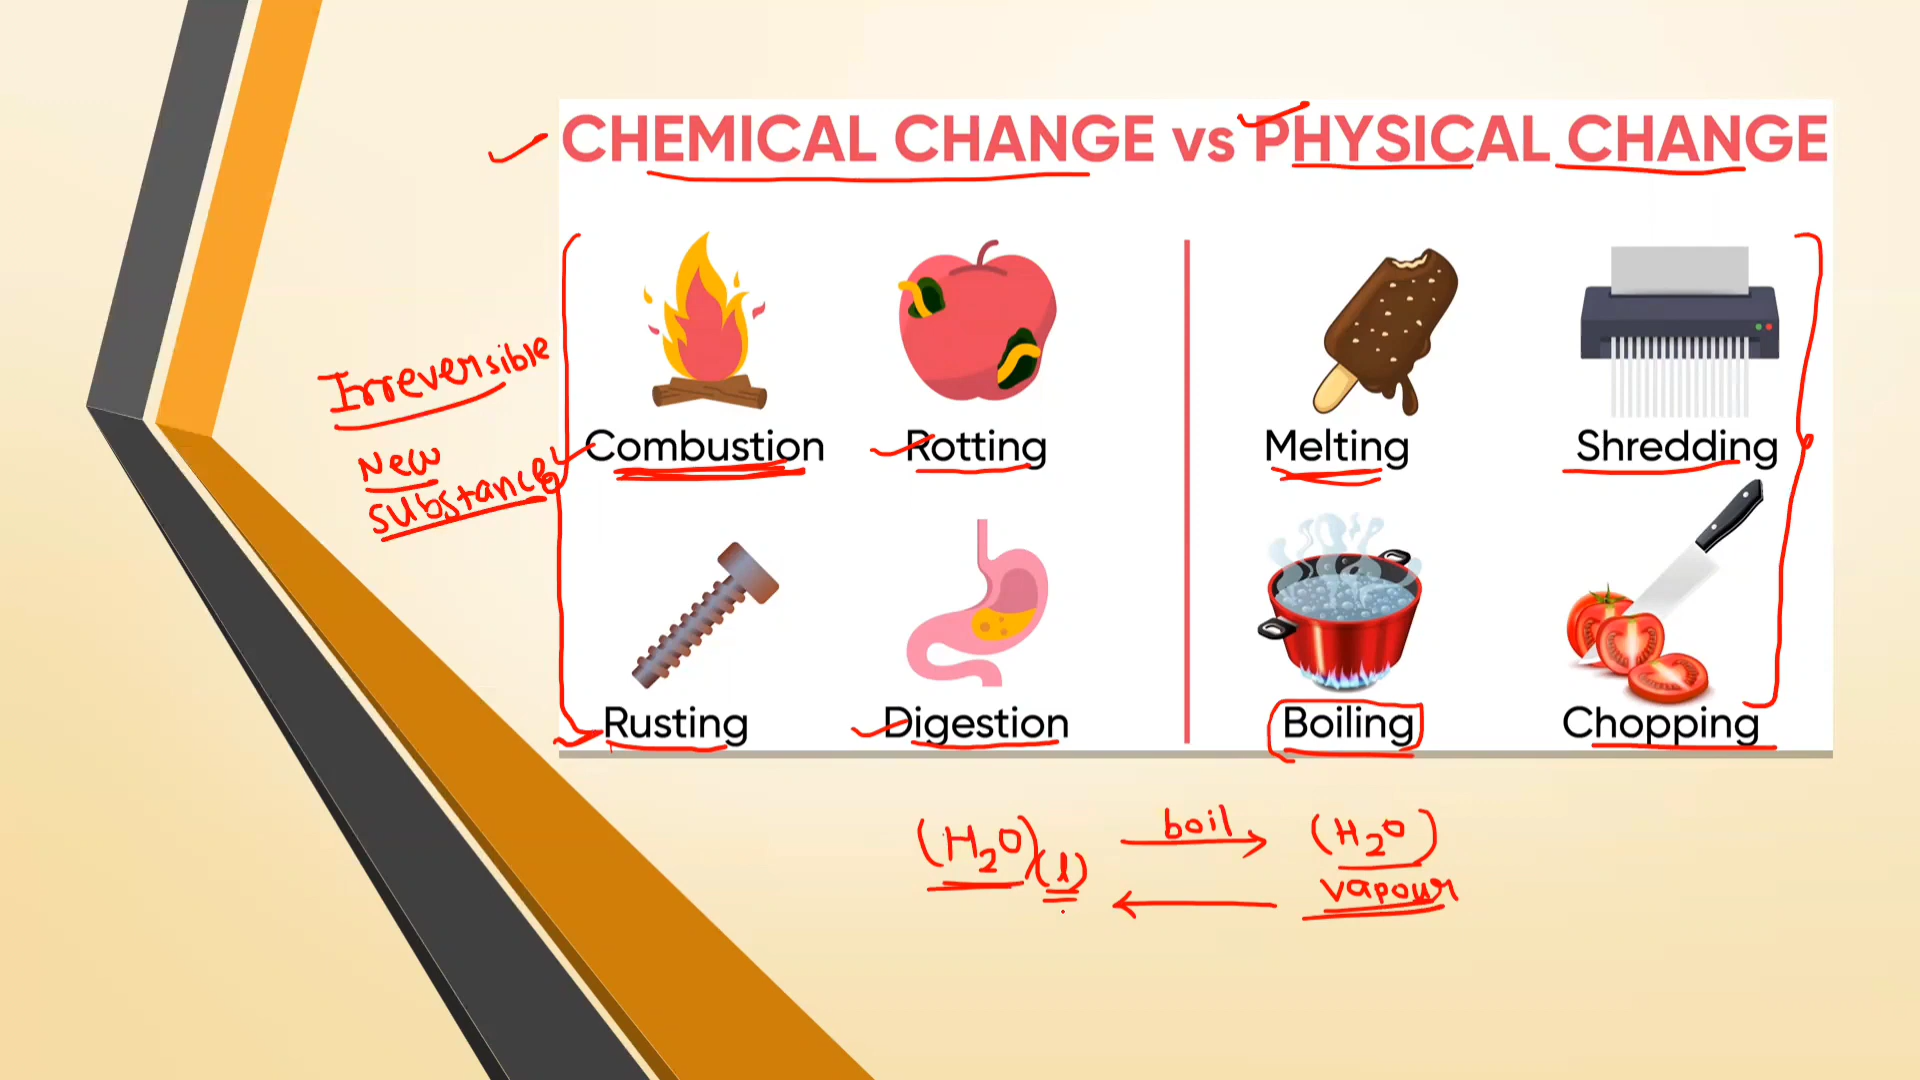 CHEMICAL CHANGE vs PHYSICAL CHANGE
Irreversible
New
substance
Combustion
Rotting
Melting
Shredding
Rusting
Digestion
Boiling
Chopping
(H₂O)(l) boil (H₂O)
vapour